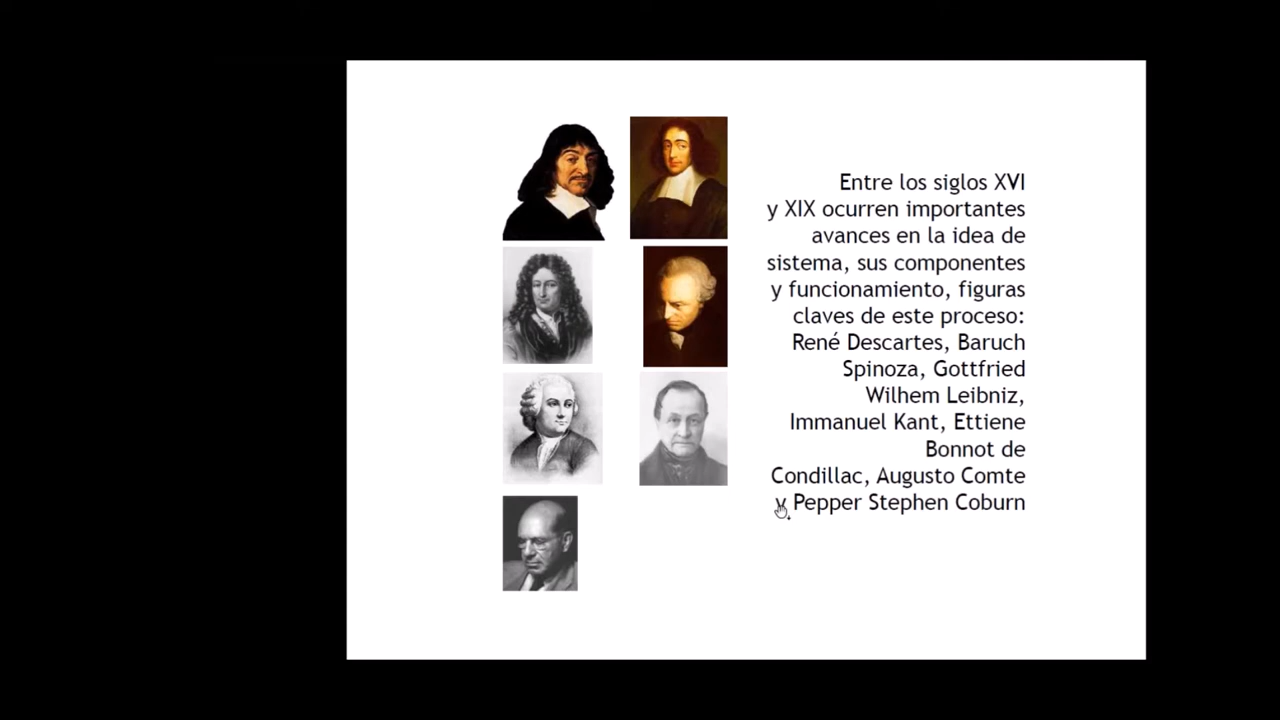 Entre los siglos XVI
y XIX ocurren importantes
avances en la idea de
sistema, sus componentes
y funcionamiento, figuras
claves de este proceso:
René Descartes, Baruch
Spinoza, Gottfried
Wilhem Leibniz,
Immanuel Kant, Ettiene
Bonnot de
Condillac, Augusto Comte
y Pepper Stephen Coburn